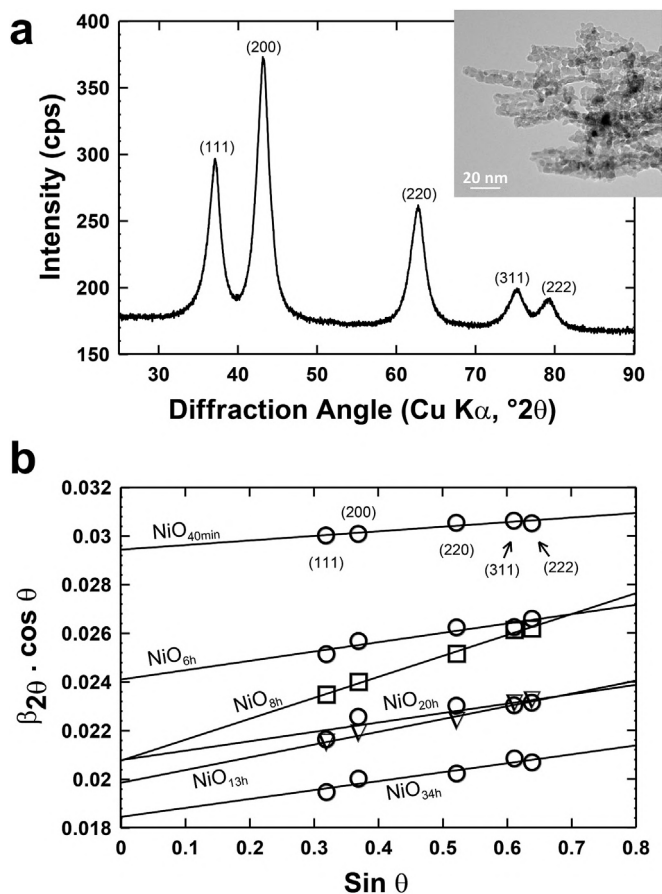 a
400
350
300
250
200
150
Intensity (cps)
(111)
(200)
(220)
(311)
(222)
20 nm
30 40 50 60 70 80 90
Diffraction Angle (Cu Kα, °2θ)
b
0.032
0.03
0.028
0.026
0.024
0.022
0.02
0.018
β2θ · cos θ
NiO40min
(200)
(111)
(220)
(311)
(222)
NiO6h
NiO8h
NiO20h
NiO13h
NiO34h
0 0.1 0.2 0.3 0.4 0.5 0.6 0.7 0.8
Sin θ